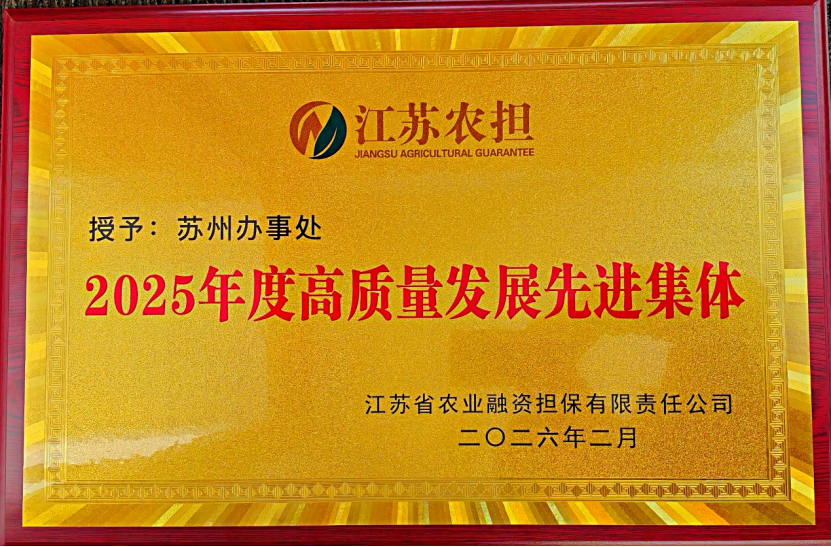 江苏农担
JIANGSU AGRICULTURAL GUARANTEE
授予：苏州办事处
2025年度高质量发展先进集体
江苏省农业融资担保有限责任公司
二〇二六年二月